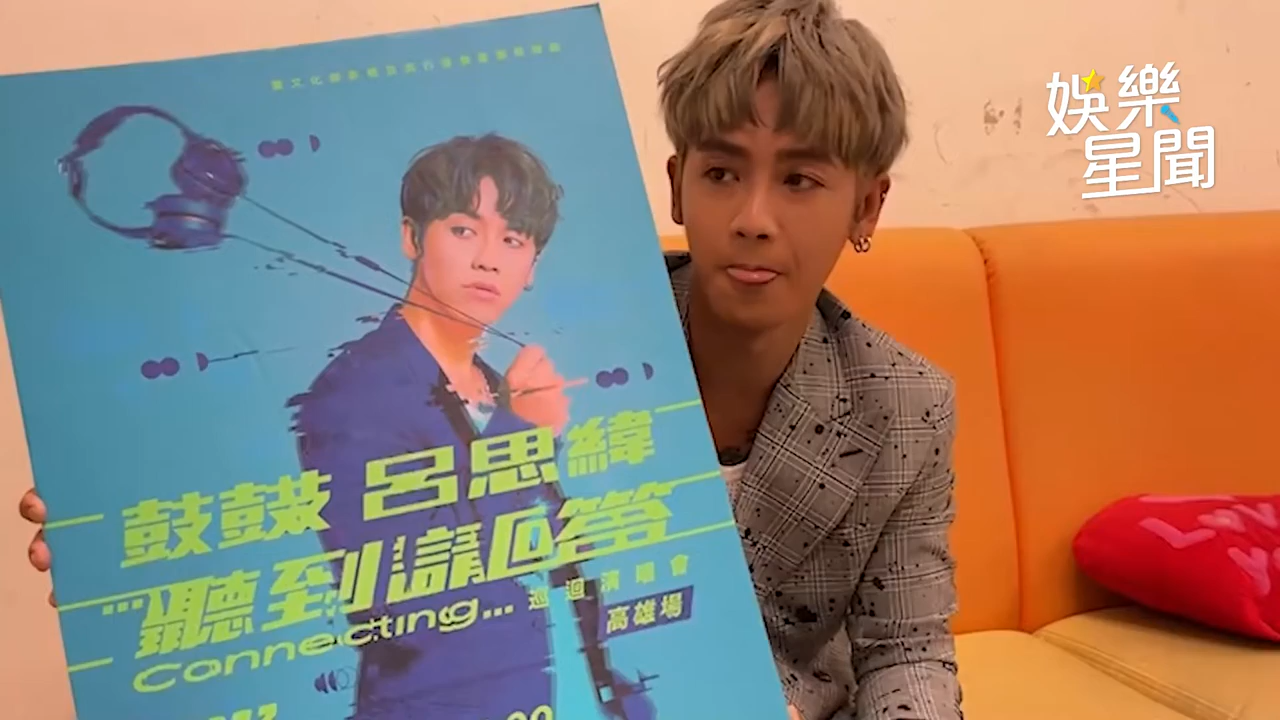 娛樂
星聞
鼓鼓 呂思緯
...聽到請回答
Connecting... 巡迴演唱會
高雄場